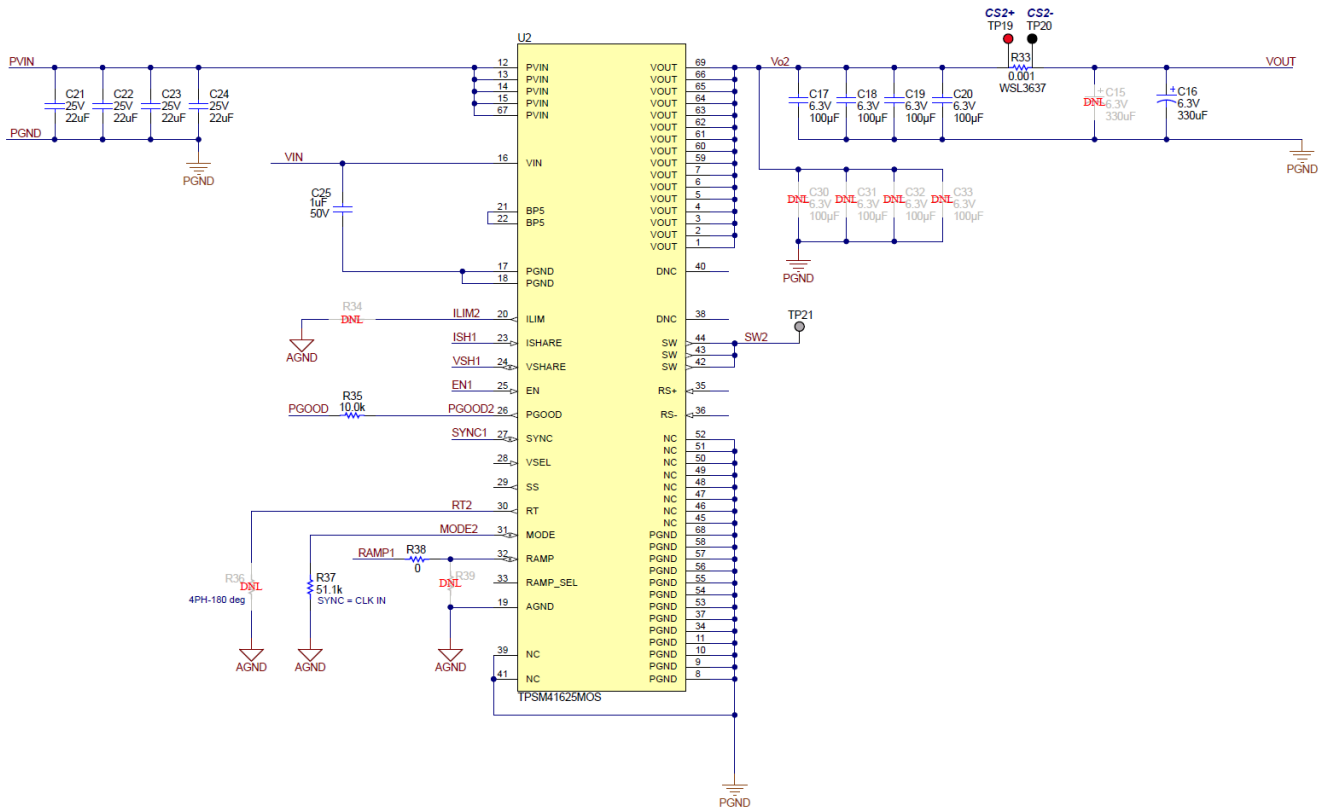 CS2+ CS2-
TP19 TP20
U2
PVIN 12 PVIN VOUT 69 Vo2 R33 VOUT
13 PVIN VOUT 66
0.001
WSL3637
14 PVIN VOUT 65
15 PVIN VOUT 64
67 PVIN VOUT 63
C21 C22 C23 C24
25V 25V 25V 25V
22uF 22uF 22uF 22uF
C17 C18 C19 C20
6.3V 6.3V 6.3V 6.3V
100µF 100µF 100µF 100µF
+ C15
DNL 6.3V
330uF
+ C16
6.3V
330uF
VOUT 62
VOUT 61
PGND
VOUT 60
PGND
PGND
VIN 16 VIN VOUT 59
VOUT 7
VOUT 6
VOUT 5
C25
1uF
50V
C30 C31 C32 C33
DNL 6.3V DNL 6.3V DNL 6.3V DNL 6.3V
100µF 100µF 100µF 100µF
21 BP5 VOUT 4
22 BP5 VOUT 3
VOUT 2
VOUT 1
17 PGND DNC 40
18 PGND
PGND
R34
DNL
ILIM2 20 ILIM DNC 38
TP21
AGND
ISH1 23 ISHARE SW 44 SW2
SW 43
VSH1 24 VSHARE SW 42
EN1 25 EN RS+ 35
R35
10.0k
PGOOD PGOOD2 26 PGOOD RS- 36
SYNC1 27 SYNC NC 52
NC 51
28 VSEL NC 50
NC 49
29 SS NC 48
NC 47
RT2 30 RT NC 46
NC 45
MODE2 31 MODE PGND 68
PGND 58
RAMP1 R38 32 RAMP PGND 57
0
PGND 56
R36
DNL
4PH-180 deg
R37
51.1k
SYNC = CLK IN
R39
DNL
33 RAMP_SEL PGND 55
PGND 54
19 AGND PGND 53
PGND 37
PGND 34
PGND 11
AGND AGND AGND
39 NC PGND 10
PGND 9
41 NC PGND 8
TPSM41625MOS
PGND